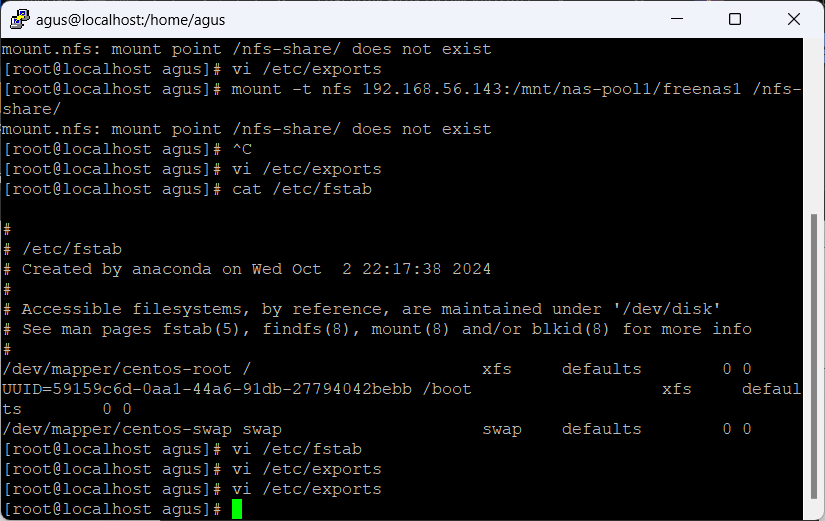 agus@localhost:/home/agus
mount.nfs: mount point /nfs-share/ does not exist
[root@localhost agus]# vi /etc/exports
[root@localhost agus]# mount -t nfs 192.168.56.143:/mnt/nas-pool1/freenas1 /nfs-
share/
mount.nfs: mount point /nfs-share/ does not exist
[root@localhost agus]# ^C
[root@localhost agus]# vi /etc/exports
[root@localhost agus]# cat /etc/fstab
#
# /etc/fstab
# Created by anaconda on Wed Oct  2 22:17:38 2024
#
# Accessible filesystems, by reference, are maintained under '/dev/disk'
# See man pages fstab(5), findfs(8), mount(8) and/or blkid(8) for more info
#
/dev/mapper/centos-root /                       xfs     defaults        0 0
UUID=59159c6d-0aa1-44a6-91db-27794042bebb /boot                   xfs     defaul
ts        0 0
/dev/mapper/centos-swap swap                    swap    defaults        0 0
[root@localhost agus]# vi /etc/fstab
[root@localhost agus]# vi /etc/exports
[root@localhost agus]# vi /etc/exports
[root@localhost agus]#